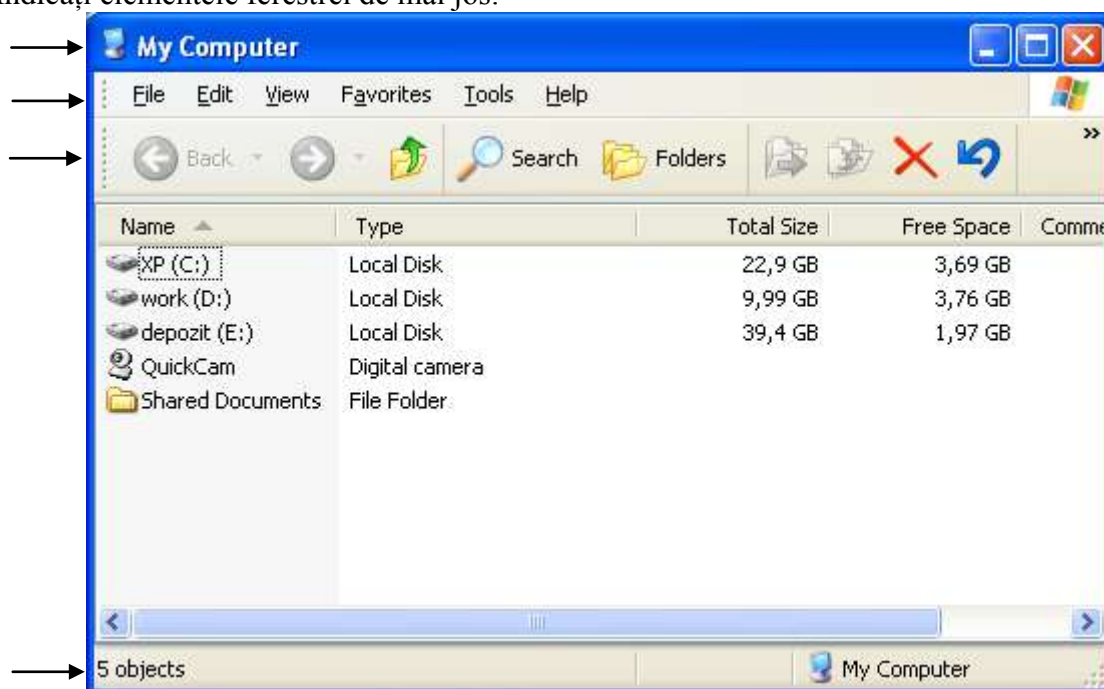 Indicați elementele ferestrei de mai jos:
My Computer
File Edit View Favorites Tools Help
Back Search Folders »
Name Type Total Size Free Space Comme
XP (C:) Local Disk 22,9 GB 3,69 GB
work (D:) Local Disk 9,99 GB 3,76 GB
depozit (E:) Local Disk 39,4 GB 1,97 GB
QuickCam Digital camera
Shared Documents File Folder
5 objects My Computer